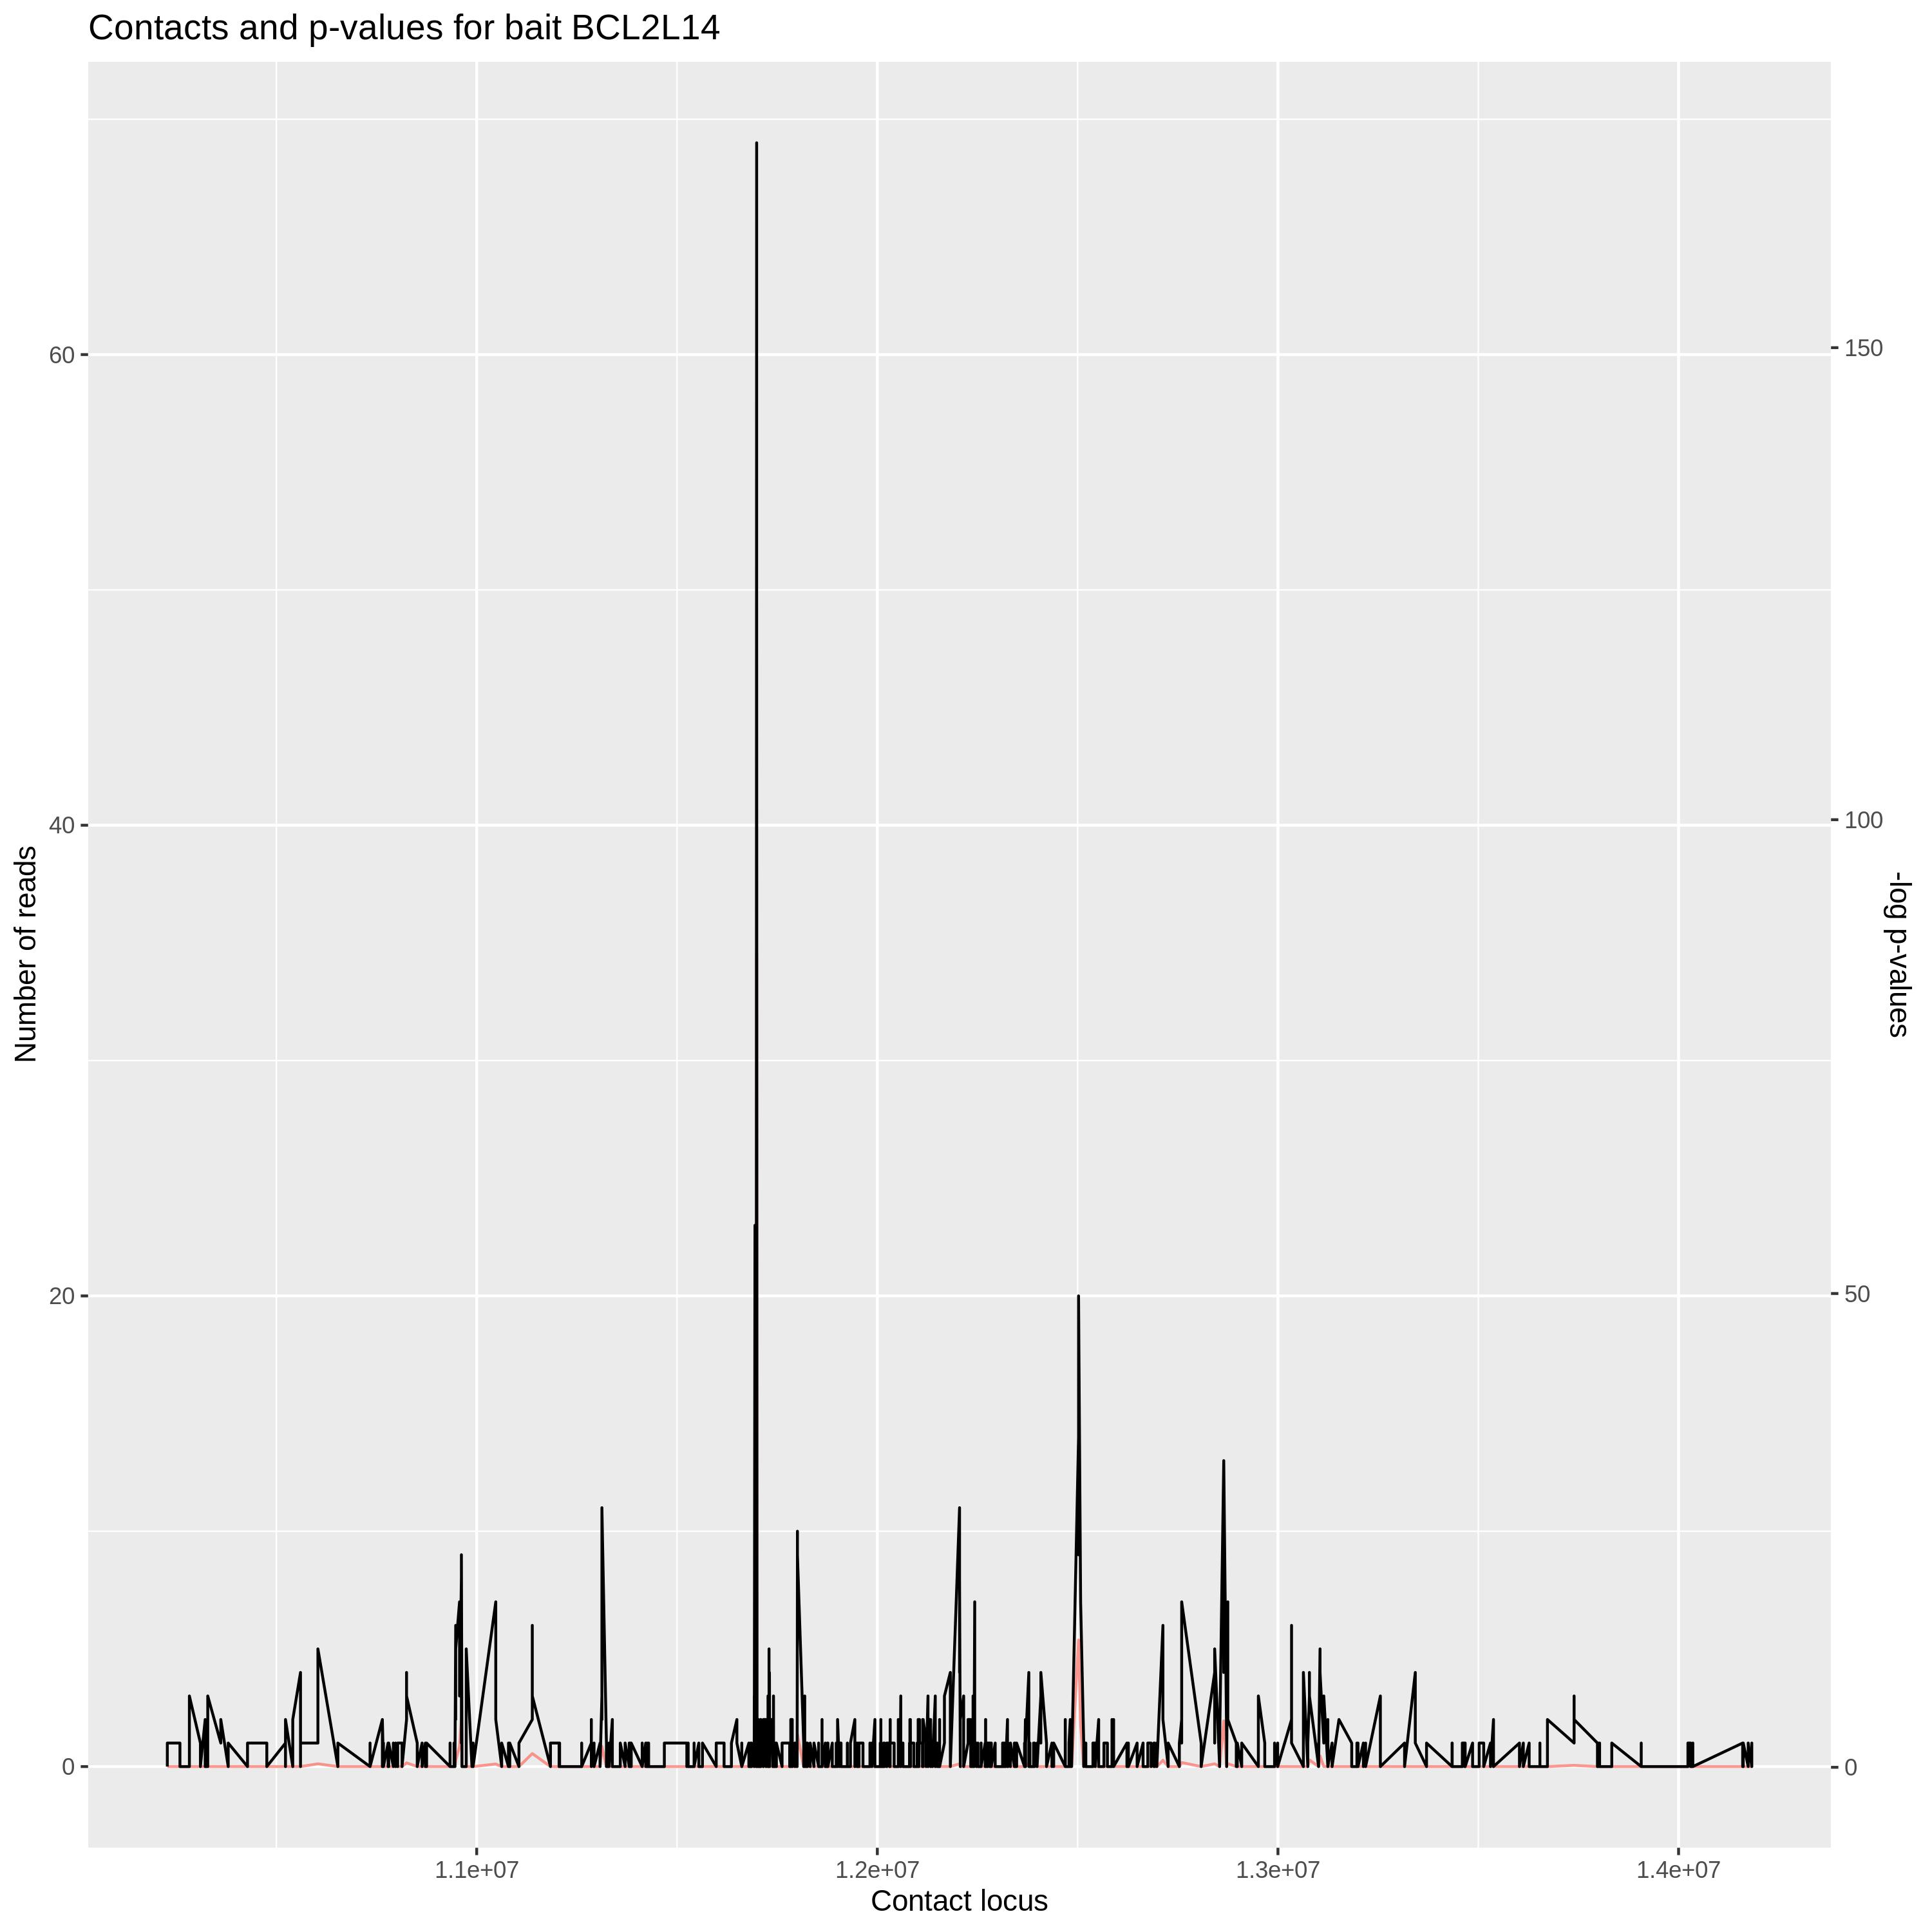 Contacts and p-values for bait BCL2L14
60
40
20
0
150
100
50
0
Number of reads
-log p-values
1.1e+07 1.2e+07 1.3e+07 1.4e+07
Contact locus